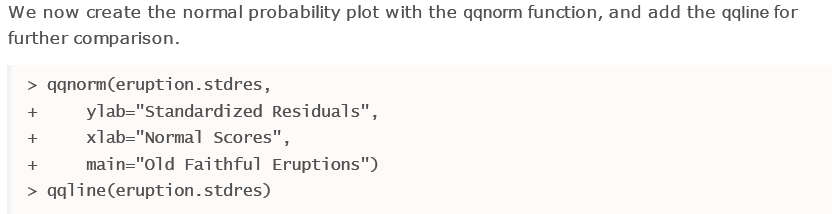 We now create the normal probability plot with the qqnorm function, and add the qqline for
further comparison.
> qqnorm(eruption.stdres,
+     ylab="Standardized Residuals",
+     xlab="Normal Scores",
+     main="Old Faithful Eruptions")
> qqline(eruption.stdres)